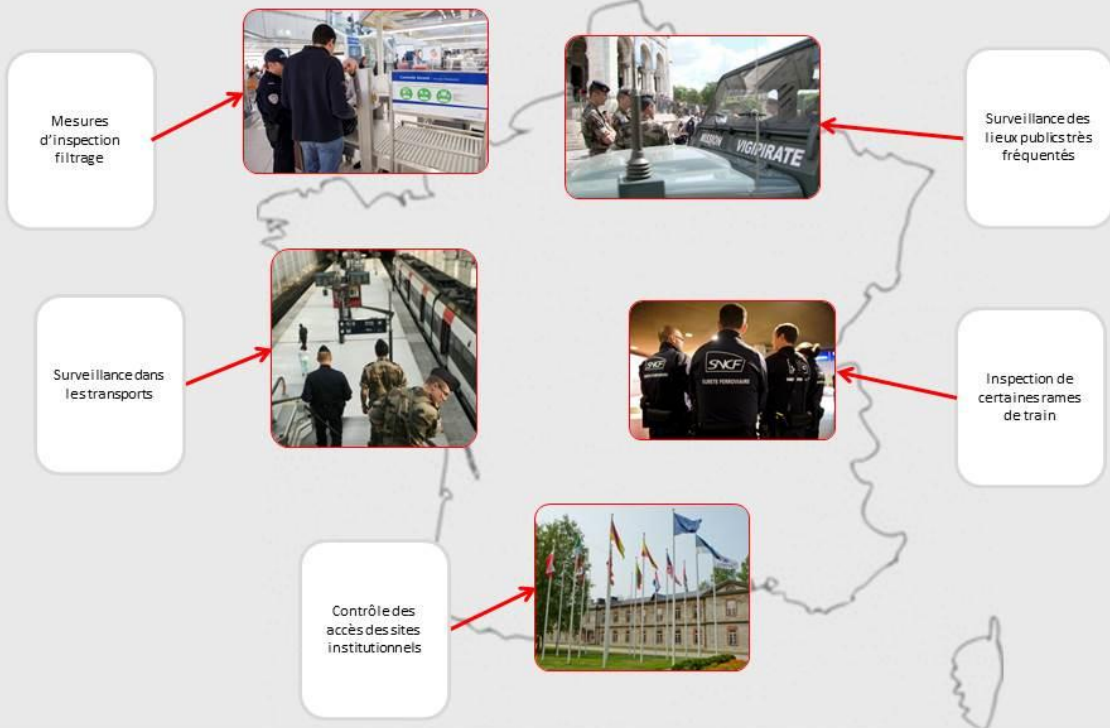 Mesures
d'inspection
filtrage
MISSION VIGIPIRATE
Surveillance des
lieux publics très
fréquentés
Surveillance dans
les transports
SNCF
SNCF
SURETE FERROVIAIRE
Inspection de
certaines rames
de train
Contrôle des
accès des sites
institutionnels